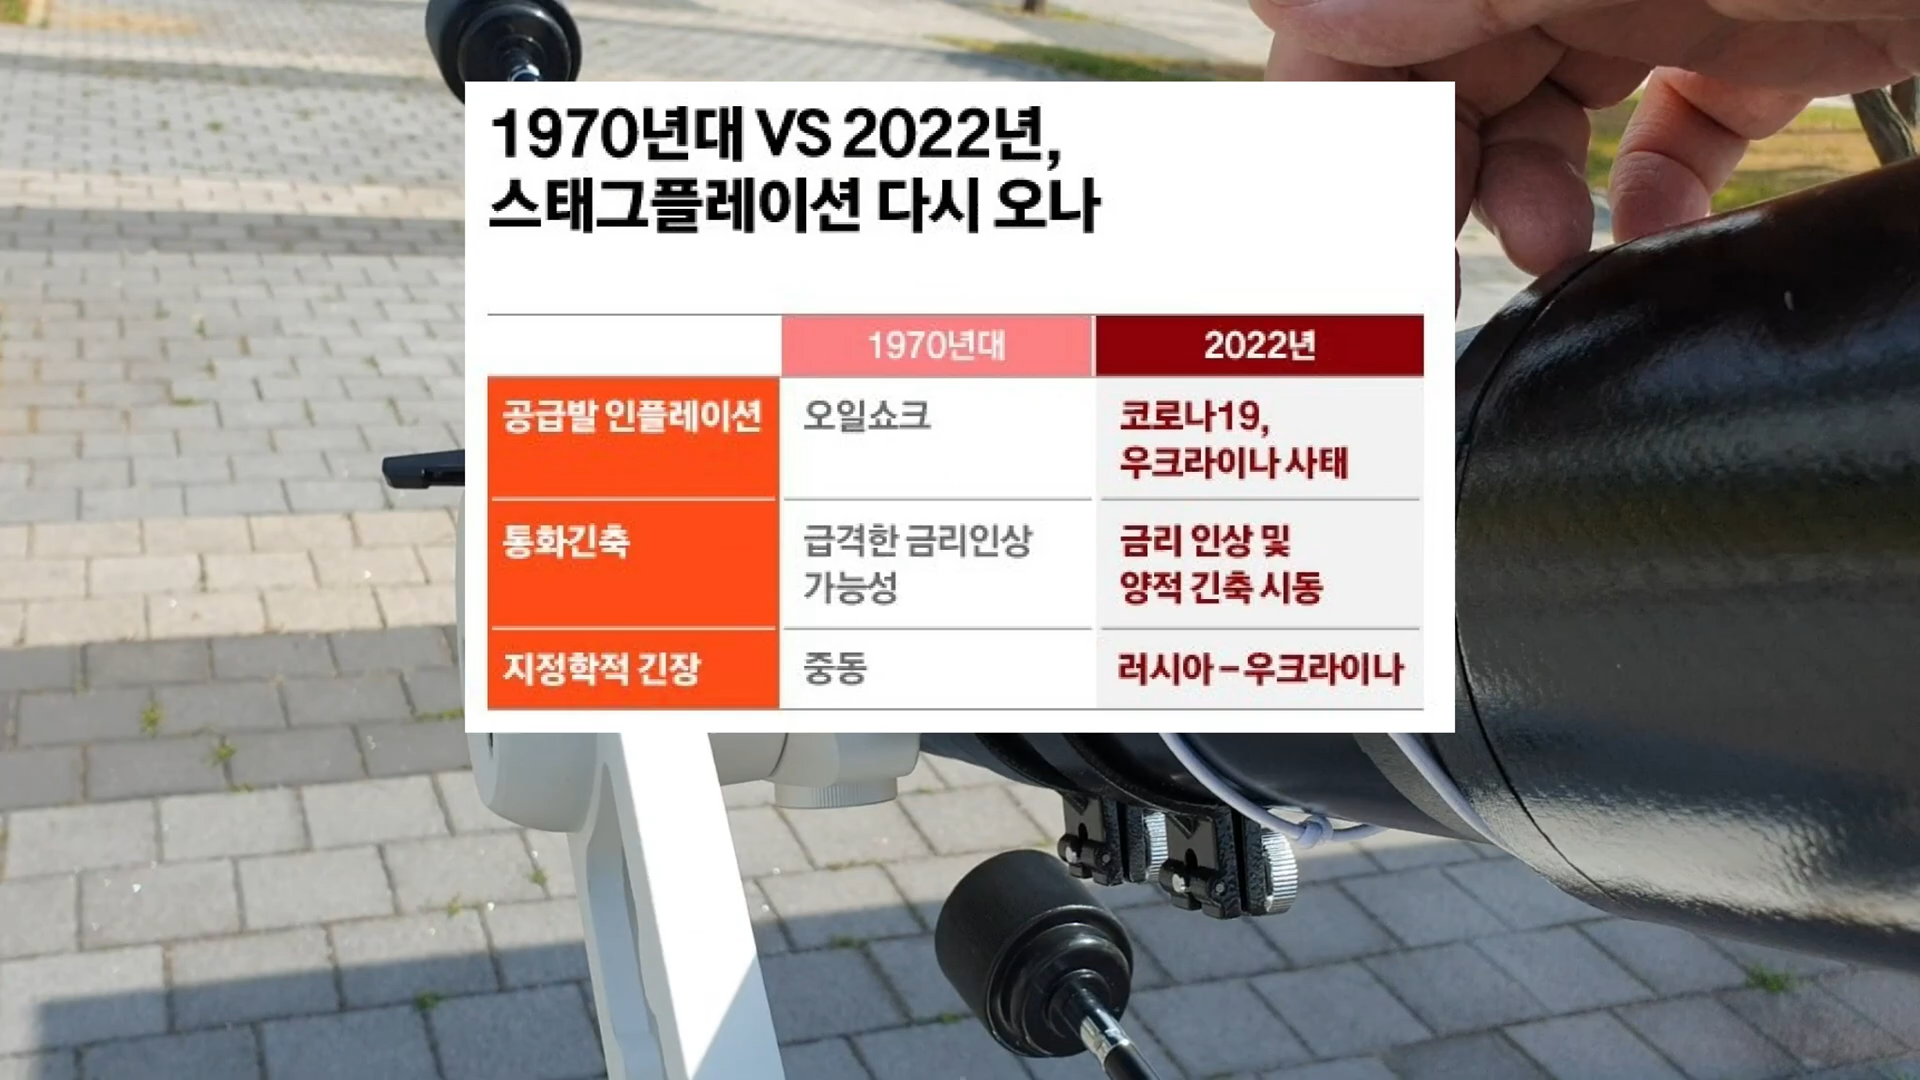 1970년대 VS 2022년,
스태그플레이션 다시 오나
1970년대 2022년
공급발 인플레이션 오일쇼크 코로나19,
우크라이나 사태
통화긴축 급격한 금리인상 금리 인상 및
가능성 양적 긴축 시동
지정학적 긴장 중동 러시아-우크라이나